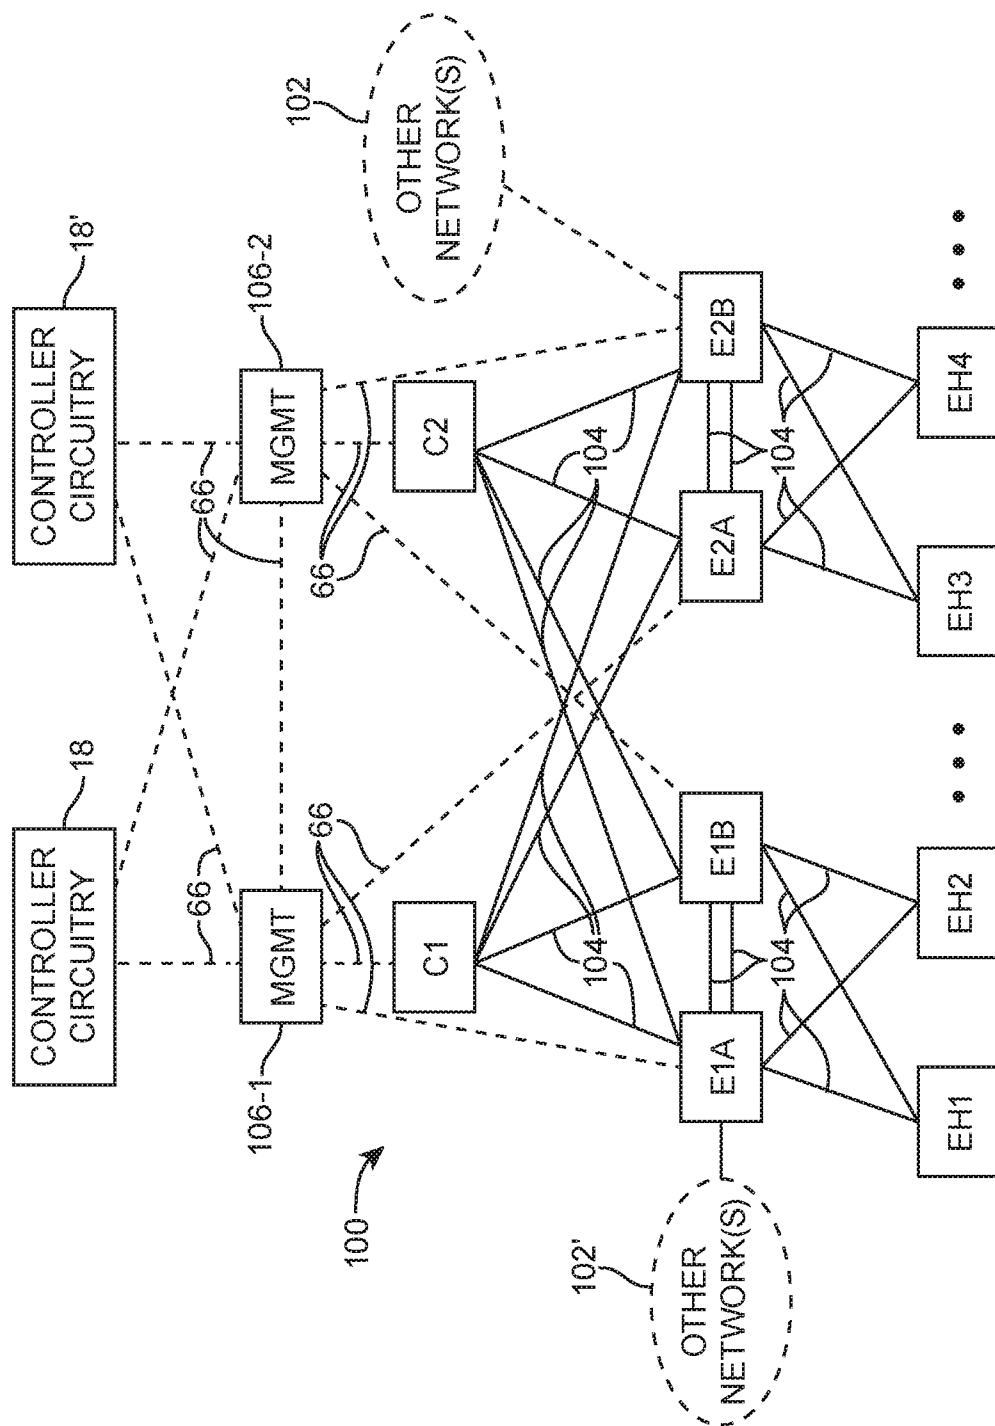 18
18'
CONTROLLER
CIRCUITRY
CONTROLLER
CIRCUITRY
66
66
66
106-1
MGMT
MGMT
106-2
102
66
66
66
66
OTHER
NETWORK(S)
100
C1
C2
104
104
104
104
102'
OTHER
NETWORK(S)
E1A
E1B
E2A
E2B
104
104
EH1
EH2
EH3
EH4